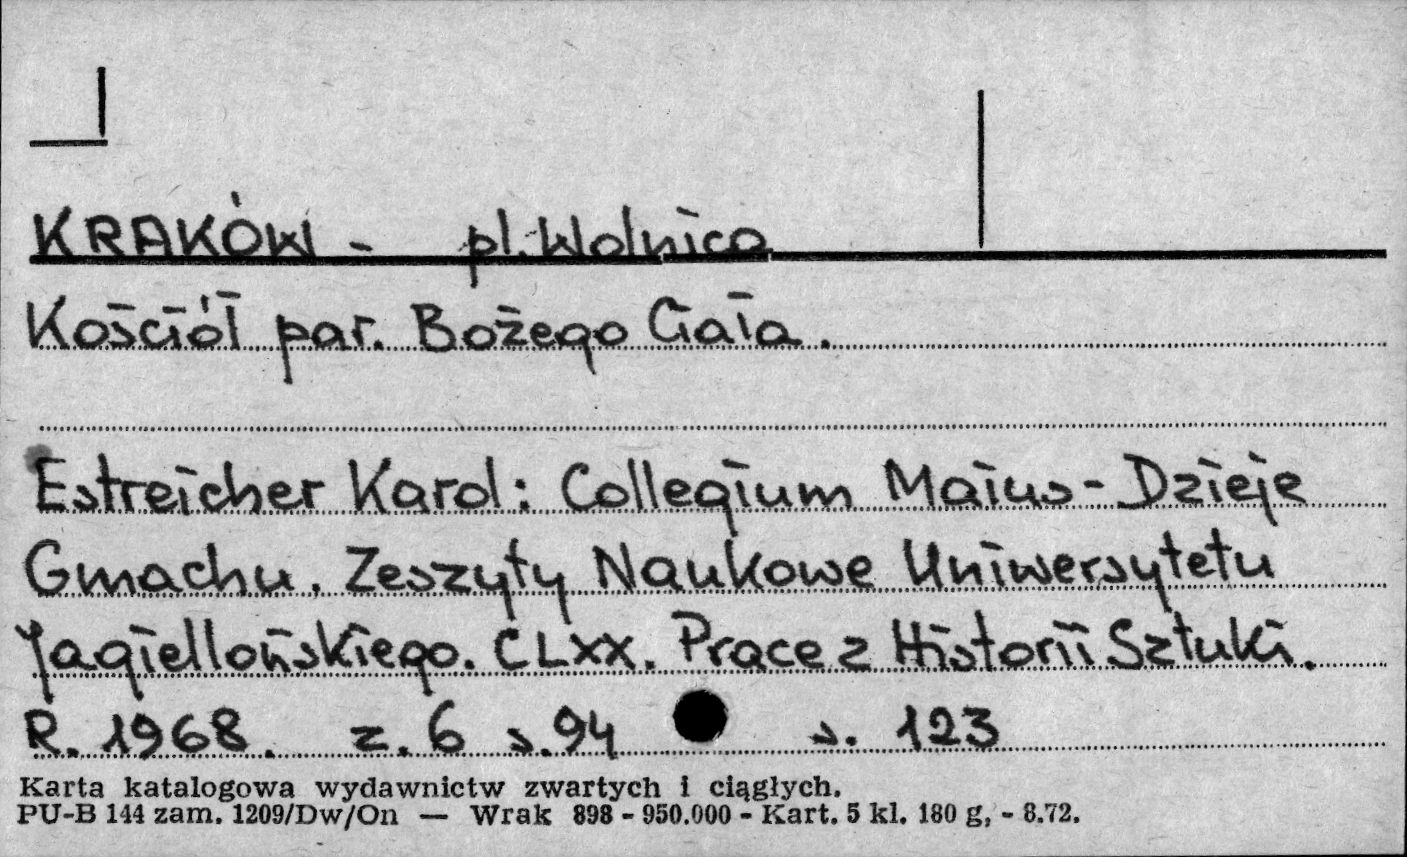 KRAKÓW - pl. Wolnica
Kościół par. Bożego Ciała.
Estreicher Karol: Collegium Maius - Dzieje
Gmachu. Zeszyty Naukowe Uniwersytetu
Jagiellońskiego. CLXX. Prace z Historii Sztuki.
R. 1968. z. 6 s. 94 s. 123
Karta katalogowa wydawnictw zwartych i ciągłych.
PU-B 144 zam. 1209/Dw/On — Wrak 898 - 950.000 - Kart. 5 kl. 180 g, - 8.72.